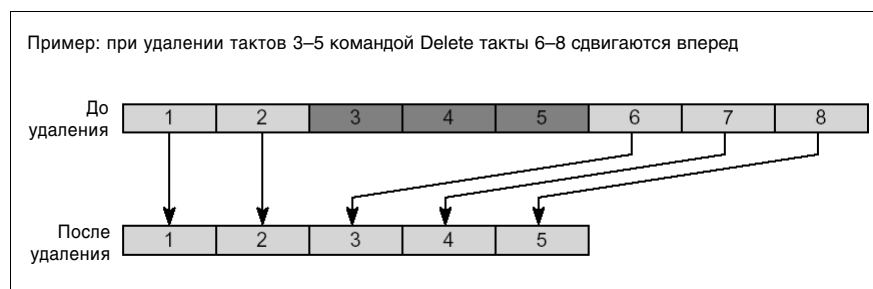 Пример: при удалении тактов 3–5 командой Delete такты 6–8 сдвигаются вперед
До
удаления
1 2 3 4 5 6 7 8
После
удаления
1 2 3 4 5